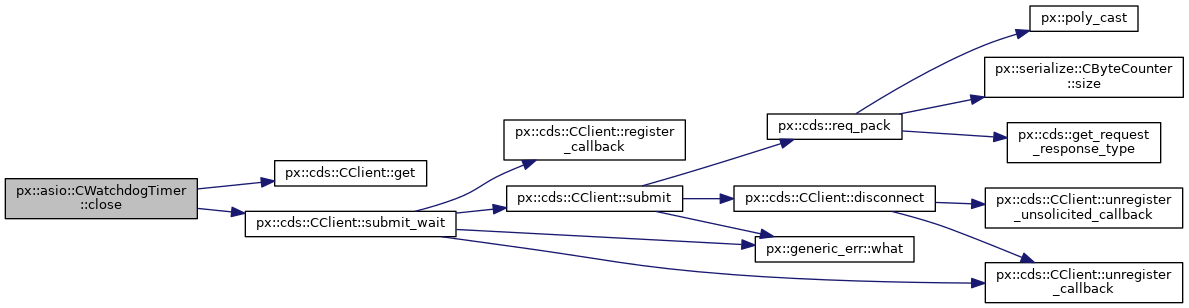 px::asio::CWatchdogTimer
::close
px::cds::CClient::get
px::cds::CClient::submit_wait
px::cds::CClient::register
_callback
px::cds::CClient::submit
px::cds::req_pack
px::cds::CClient::disconnect
px::generic_err::what
px::poly_cast
px::serialize::CByteCounter
::size
px::cds::get_request
_response_type
px::cds::CClient::unregister
_unsolicited_callback
px::cds::CClient::unregister
_callback